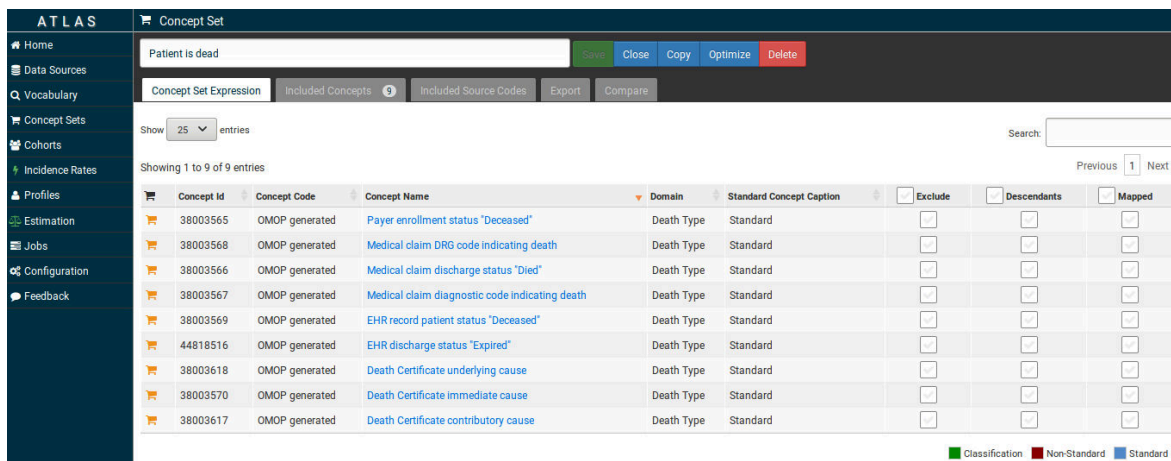 ATLAS
Concept Set
Home
Data Sources
Vocabulary
Concept Sets
Cohorts
Incidence Rates
Profiles
Estimation
Jobs
Configuration
Feedback
Patient is dead
Save Close Copy Optimize Delete
Concept Set Expression Included Concepts 9 Included Source Codes Export Compare
Show 25 entries
Search:
Showing 1 to 9 of 9 entries
Previous 1 Next
Concept Id Concept Code Concept Name Domain Standard Concept Caption Exclude Descendants Mapped
38003565 OMOP generated Payer enrollment status "Deceased" Death Type Standard
38003568 OMOP generated Medical claim DRG code indicating death Death Type Standard
38003566 OMOP generated Medical claim discharge status "Died" Death Type Standard
38003567 OMOP generated Medical claim diagnostic code indicating death Death Type Standard
38003569 OMOP generated EHR record patient status "Deceased" Death Type Standard
44818516 OMOP generated EHR discharge status "Expired" Death Type Standard
38003618 OMOP generated Death Certificate underlying cause Death Type Standard
38003570 OMOP generated Death Certificate immediate cause Death Type Standard
38003617 OMOP generated Death Certificate contributory cause Death Type Standard
Classification Non-Standard Standard